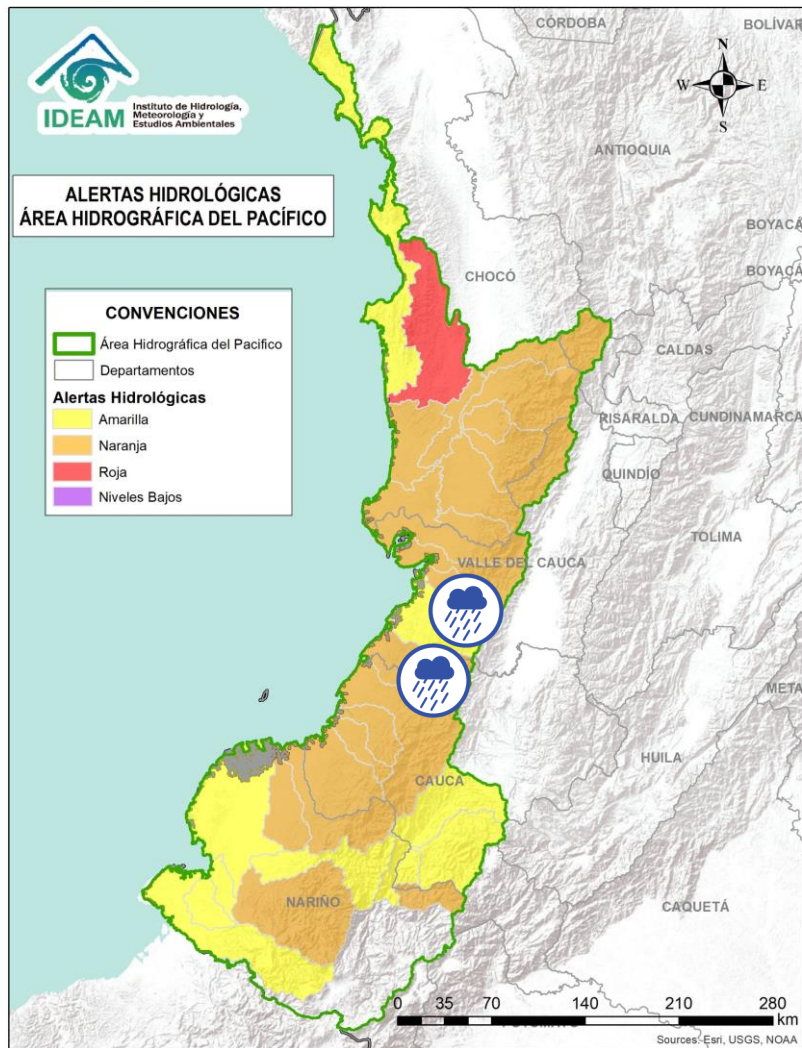 IDEAM
Instituto de Hidrología,
Meteorología y
Estudios Ambientales
ALERTAS HIDROLÓGICAS
ÁREA HIDROGRÁFICA DEL PACÍFICO
CONVENCIONES
Área Hidrográfica del Pacifico
Departamentos
Alertas Hidrológicas
Amarilla
Naranja
Roja
Niveles Bajos
N
W
E
S
CÓRDOBA
BOLÍVAR
ANTIOQUIA
BOYACÁ
CHOCÓ
BOYACÁ
CALDAS
RISARALDA
CUNDINAMARCA
QUINDÍO
TOLIMA
VALLE DEL CAUCA
META
HUILA
CAUCA
NARIÑO
CAQUETÁ
0 35 70 140 210 280
km
Sources: Esri, USGS, NOAA